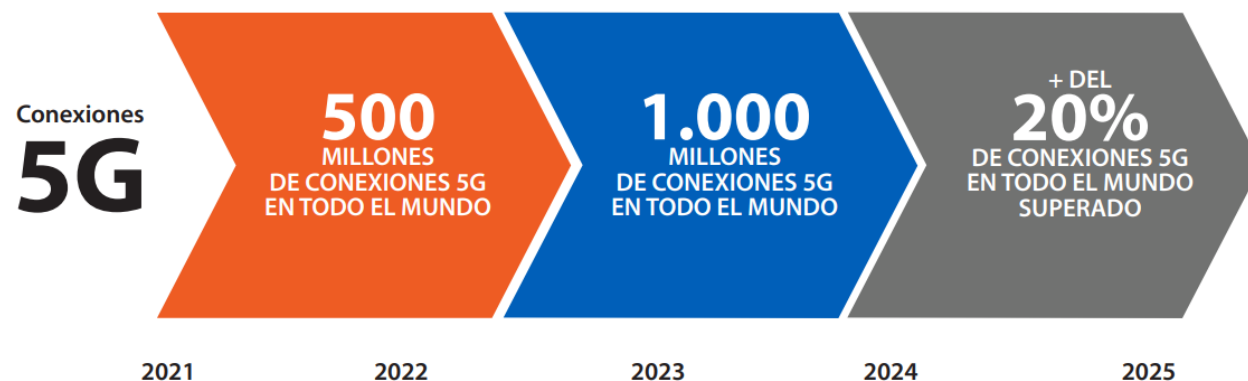 Conexiones
5G
500
MILLONES
DE CONEXIONES 5G
EN TODO EL MUNDO
1.000
MILLONES
DE CONEXIONES 5G
EN TODO EL MUNDO
+ DEL
20%
DE CONEXIONES 5G
EN TODO EL MUNDO
SUPERADO
2021 2022 2023 2024 2025